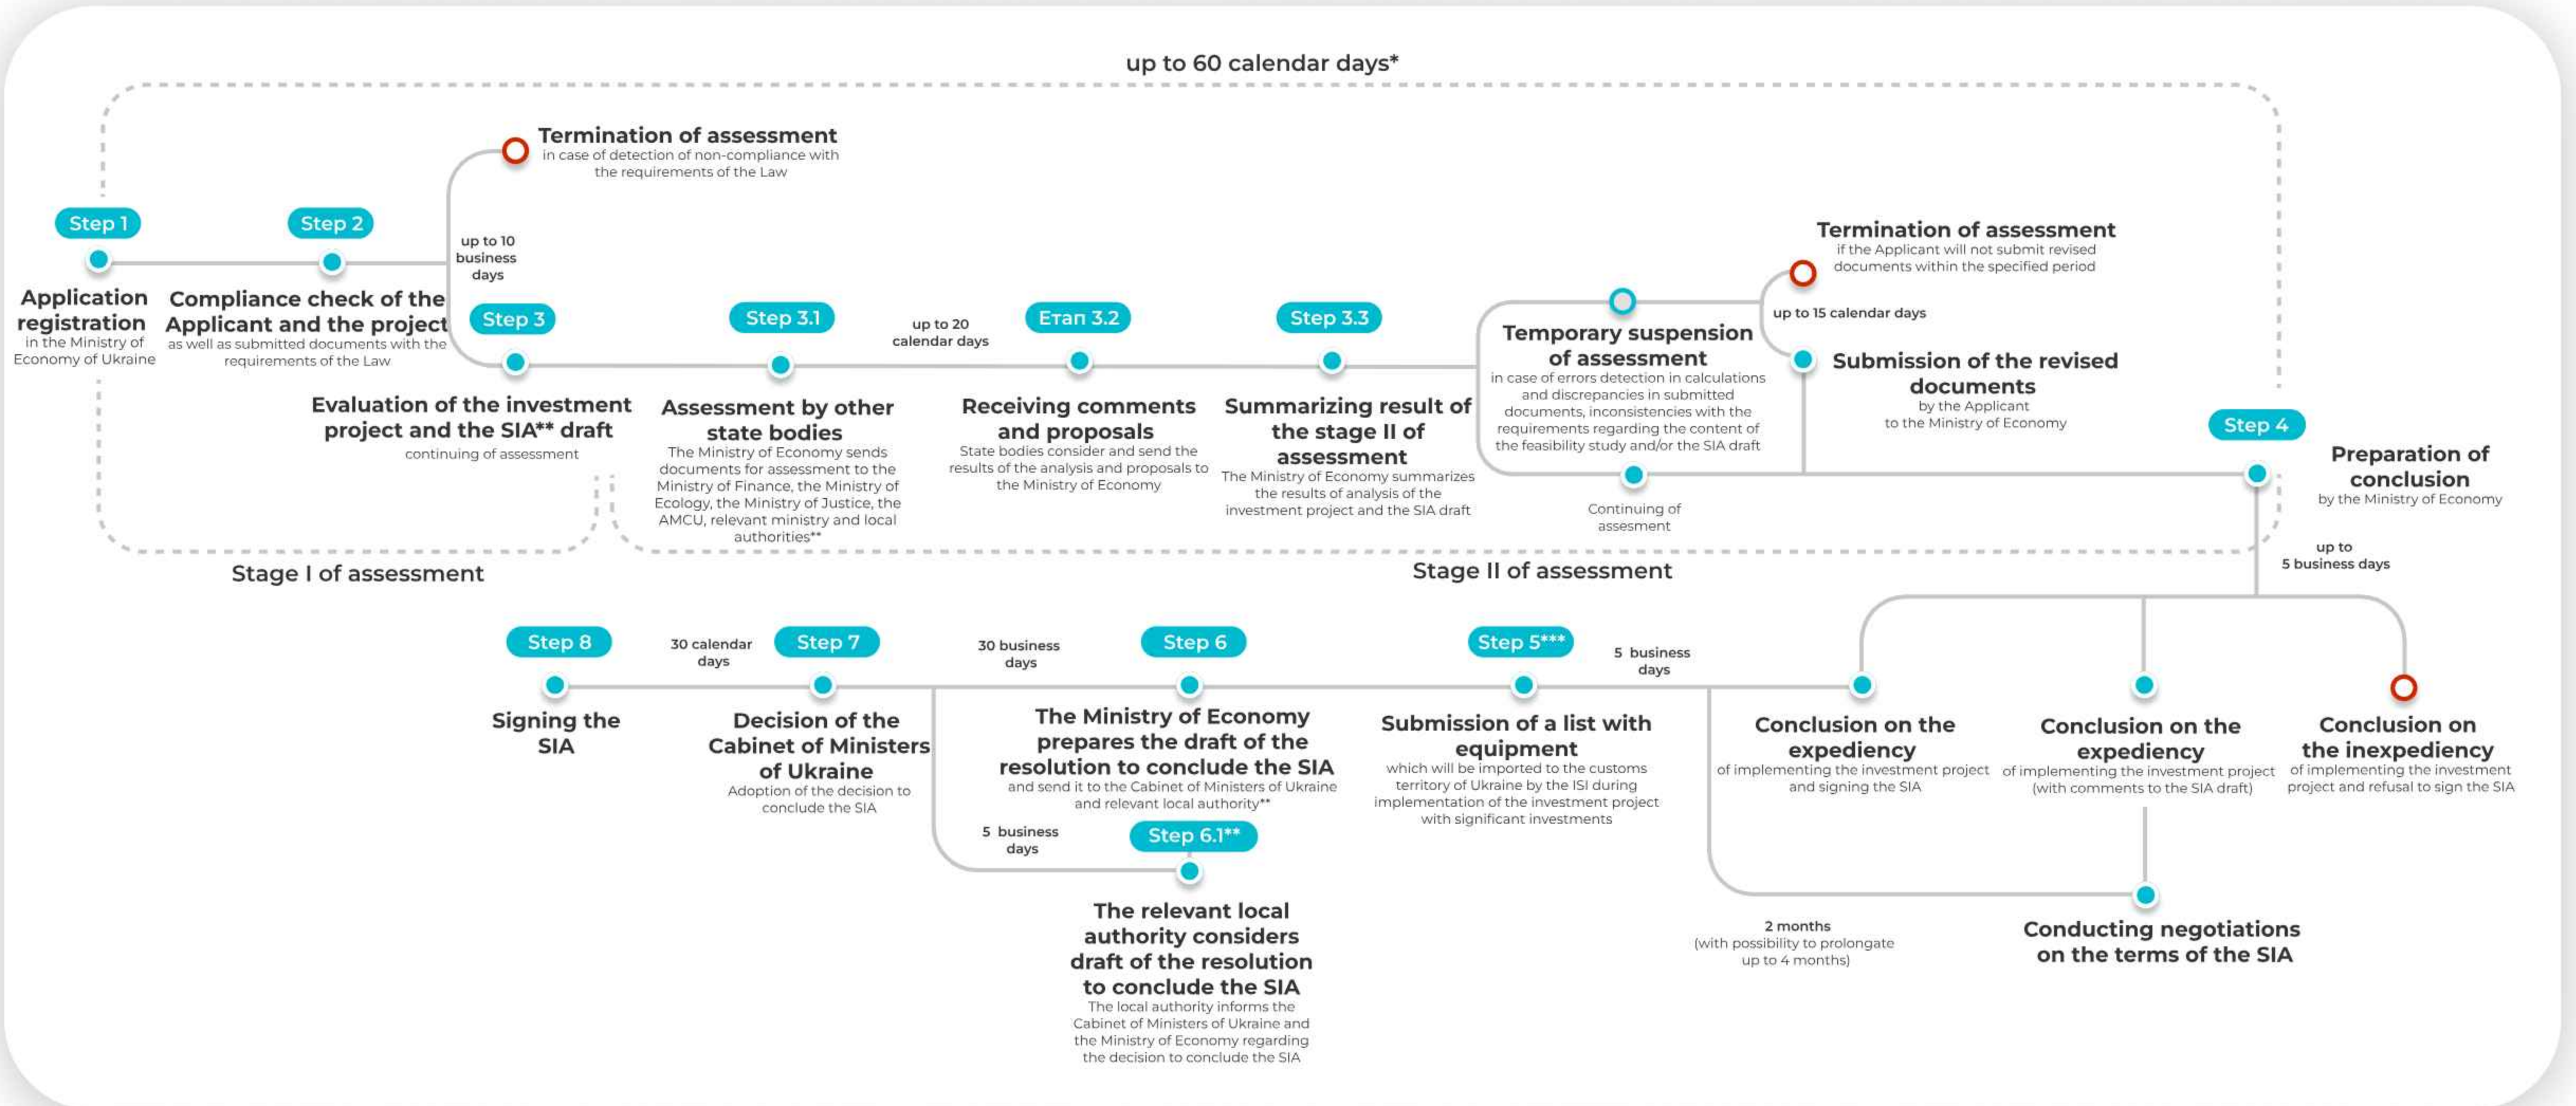 up to 60 calendar days*
Termination of assessment
in case of detection of non-compliance with
the requirements of the Law
Step 1
Application
registration
in the Ministry of
Economy of Ukraine
Step 2
Compliance check of the
Applicant and the project
as well as submitted documents with the
requirements of the Law
up to 10
business
days
Step 3
Evaluation of the investment
project and the SIA** draft
continuing of assessment
Step 3.1
Assessment by other
state bodies
The Ministry of Economy sends
documents for assessment to the
Ministry of Finance, the Ministry of
Ecology, the Ministry of Justice, the
AMCU, relevant ministry and local
authorities**
up to 20
calendar days
Етап 3.2
Receiving comments
and proposals
State bodies consider and send the
results of the analysis and proposals to
the Ministry of Economy
Step 3.3
Summarizing result of
the stage II of
assessment
The Ministry of Economy summarizes
the results of analysis of the
investment project and the SIA draft
Temporary suspension
of assessment
in case of errors detection in calculations
and discrepancies in submitted
documents, inconsistencies with the
requirements regarding the content of
the feasibility study and/or the SIA draft
Continuing of
assesment
Termination of assessment
if the Applicant will not submit revised
documents within the specified period
up to 15 calendar days
Submission of the revised
documents
by the Applicant
to the Ministry of Economy
Step 4
Preparation of
conclusion
by the Ministry of Economy
up to
5 business days
Stage I of assessment
Stage II of assessment
Step 8
Signing the
SIA
30 calendar
days
Step 7
Decision of the
Cabinet of Ministers
of Ukraine
Adoption of the decision to
conclude the SIA
30 business
days
Step 6
The Ministry of Economy
prepares the draft of the
resolution to conclude the SIA
and send it to the Cabinet of Ministers of Ukraine
and relevant local authority**
5 business
days
Step 6.1**
The relevant local
authority considers
draft of the resolution
to conclude the SIA
The local authority informs the
Cabinet of Ministers of Ukraine and
the Ministry of Economy regarding
the decision to conclude the SIA
Step 5***
Submission of a list with
equipment
which will be imported to the customs
territory of Ukraine by the ISI during
implementation of the investment project
with significant investments
5 business
days
Conclusion on the
expediency
of implementing the investment project
and signing the SIA
Conclusion on the
expediency
of implementing the investment project
(with comments to the SIA draft)
Conclusion on
the inexpediency
of implementing the investment
project and refusal to sign the SIA
2 months
(with possibility to prolongate
up to 4 months)
Conducting negotiations
on the terms of the SIA